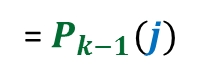 = P_{k-1}(j)